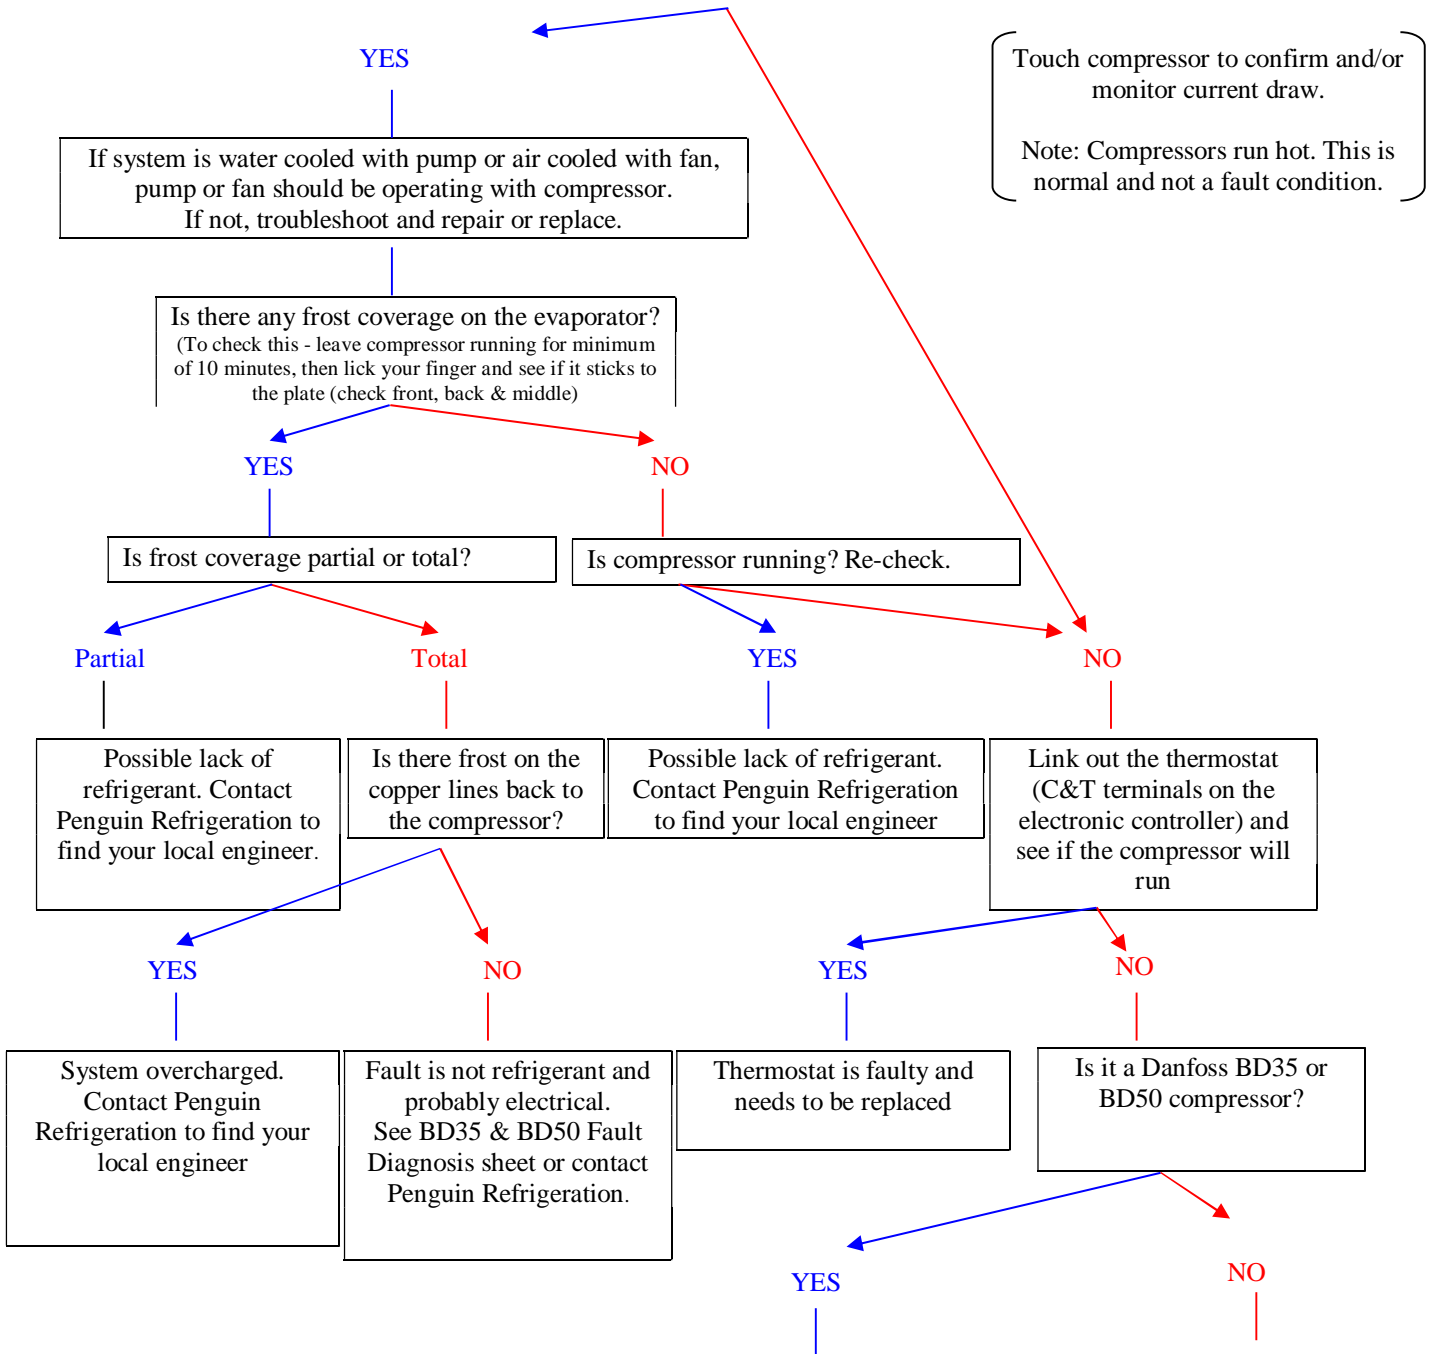 YES
Touch compressor to confirm and/or
monitor current draw.
Note: Compressors run hot. This is
normal and not a fault condition.
If system is water cooled with pump or air cooled with fan,
pump or fan should be operating with compressor.
If not, troubleshoot and repair or replace.
Is there any frost coverage on the evaporator?
(To check this - leave compressor running for minimum
of 10 minutes, then lick your finger and see if it sticks to
the plate (check front, back & middle)
YES
NO
Is frost coverage partial or total?
Is compressor running? Re-check.
Partial
Total
YES
NO
Possible lack of
refrigerant. Contact
Penguin Refrigeration to
find your local engineer.
Is there frost on the
copper lines back to
the compressor?
Possible lack of refrigerant.
Contact Penguin Refrigeration
to find your local engineer
Link out the thermostat
(C&T terminals on the
electronic controller) and
see if the compressor will
run
YES
NO
YES
NO
System overcharged.
Contact Penguin
Refrigeration to find your
local engineer
Fault is not refrigerant and
probably electrical.
See BD35 & BD50 Fault
Diagnosis sheet or contact
Penguin Refrigeration.
Thermostat is faulty and
needs to be replaced
Is it a Danfoss BD35 or
BD50 compressor?
YES
NO